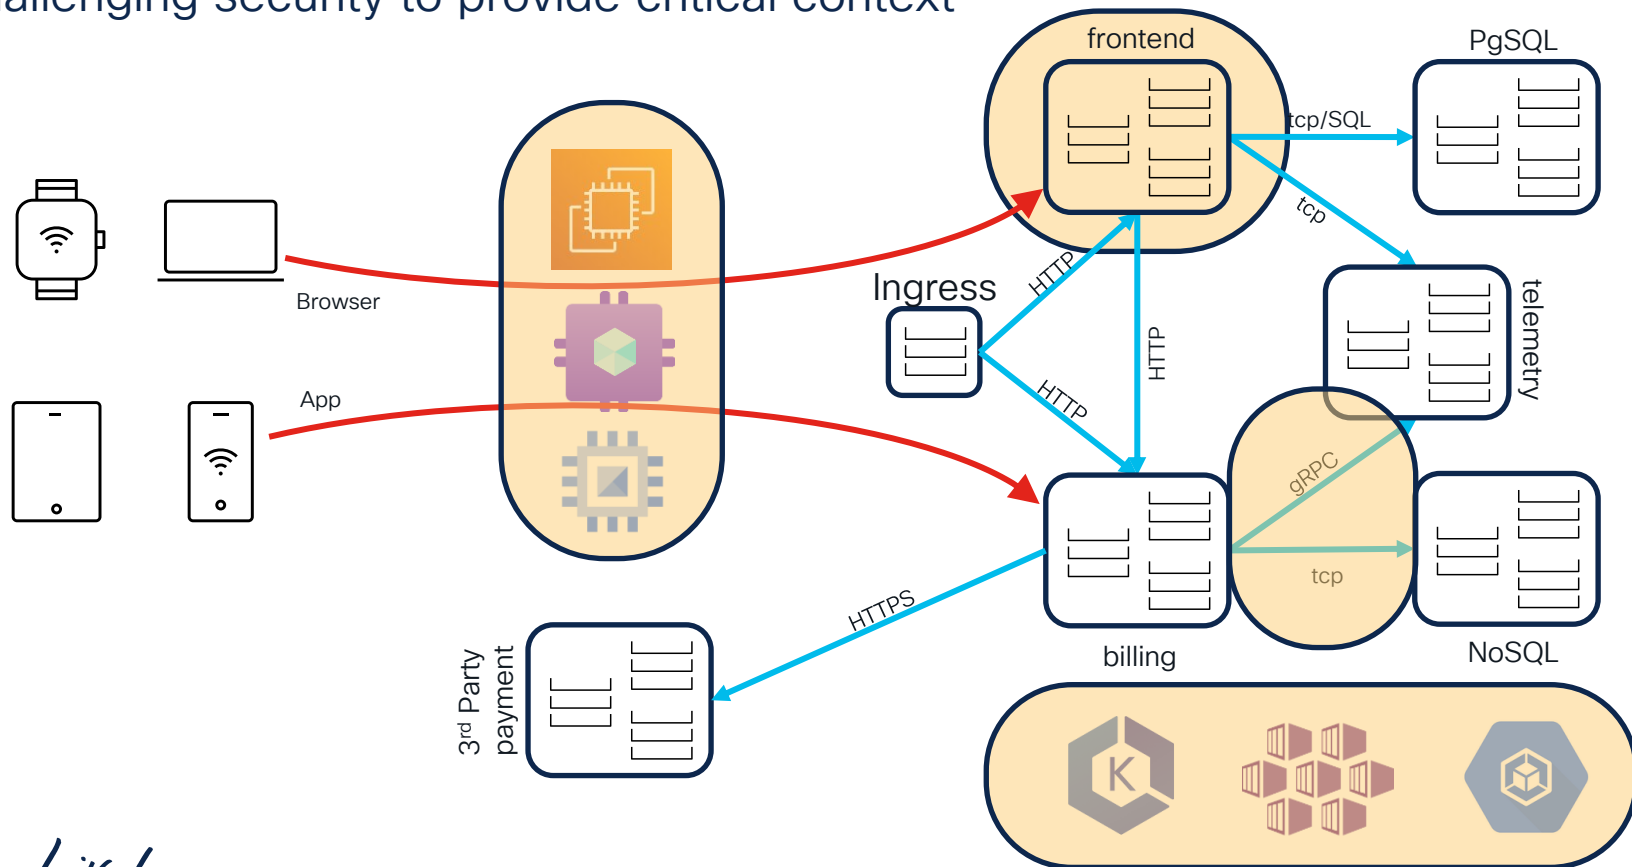 allenging security to provide critical context
frontend
PgSQL
tcp/SQL
tcp
Browser
Ingress
HTTP
HTTP
HTTP
telemetry
App
gRPC
tcp
HTTPS
billing
NoSQL
3rd Party
payment
K